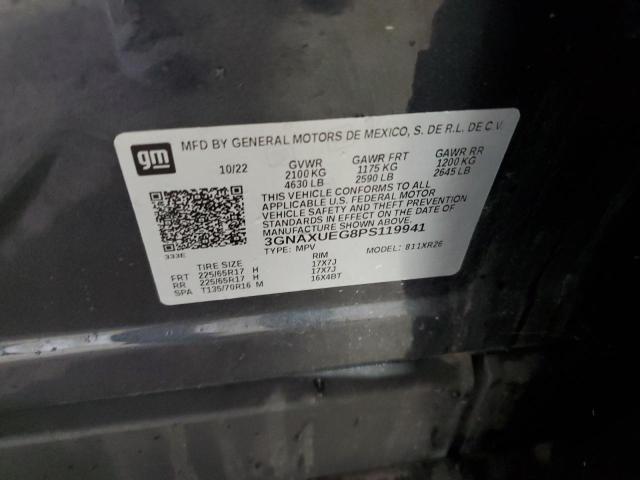 gm
MFD BY GENERAL MOTORS DE MEXICO, S. DE R.L. DE C.V.
10/22 GVWR GAWR FRT GAWR RR
2100 KG 1175 KG 1200 KG
4630 LB 2590 LB 2645 LB
THIS VEHICLE CONFORMS TO ALL
APPLICABLE U.S. FEDERAL MOTOR
VEHICLE SAFETY AND THEFT PREVENTION
STANDARDS IN EFFECT ON THE DATE OF
MANUFACTURE SHOWN ABOVE.
3GNAXUEG8PS119941
TYPE: MPV MODEL: 811XR26
333E
TIRE SIZE RIM
FRT 225/65R17 H 17X7J
RR 225/65R17 H 17X7J
SPA T135/70R16 M 16X4BT